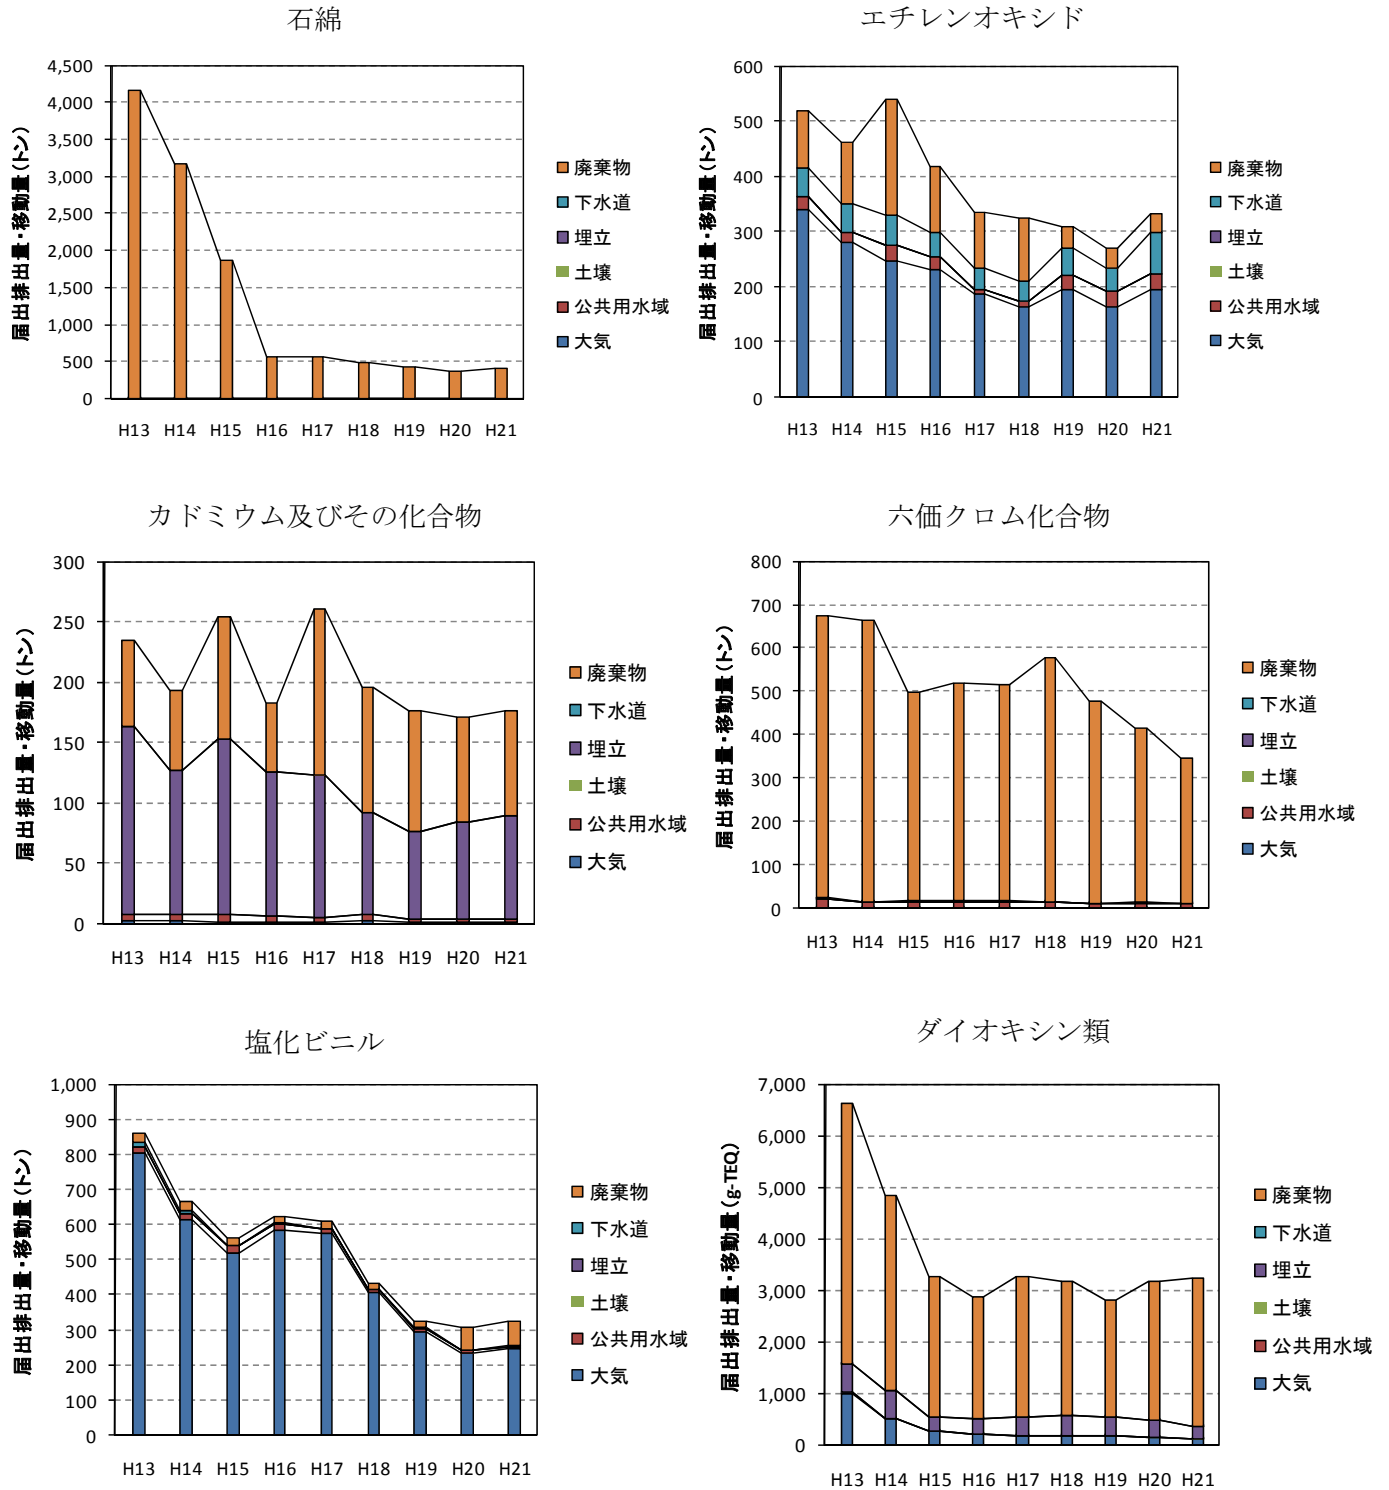 石綿
届出排出量・移動量(トン)
4,500
4,000
3,500
3,000
2,500
2,000
1,500
1,000
500
0
H13 H14 H15 H16 H17 H18 H19 H20 H21
廃棄物
下水道
埋立
土壌
公共用水域
大気
エチレンオキシド
届出排出量・移動量(トン)
600
500
400
300
200
100
0
H13 H14 H15 H16 H17 H18 H19 H20 H21
廃棄物
下水道
埋立
土壌
公共用水域
大気
カドミウム及びその化合物
届出排出量・移動量(トン)
300
250
200
150
100
50
0
H13 H14 H15 H16 H17 H18 H19 H20 H21
廃棄物
下水道
埋立
土壌
公共用水域
大気
六価クロム化合物
届出排出量・移動量(トン)
800
700
600
500
400
300
200
100
0
H13 H14 H15 H16 H17 H18 H19 H20 H21
廃棄物
下水道
埋立
土壌
公共用水域
大気
塩化ビニル
届出排出量・移動量(トン)
1,000
900
800
700
600
500
400
300
200
100
0
H13 H14 H15 H16 H17 H18 H19 H20 H21
廃棄物
下水道
埋立
土壌
公共用水域
大気
ダイオキシン類
届出排出量・移動量(g-TEQ)
7,000
6,000
5,000
4,000
3,000
2,000
1,000
0
H13 H14 H15 H16 H17 H18 H19 H20 H21
廃棄物
下水道
埋立
土壌
公共用水域
大気